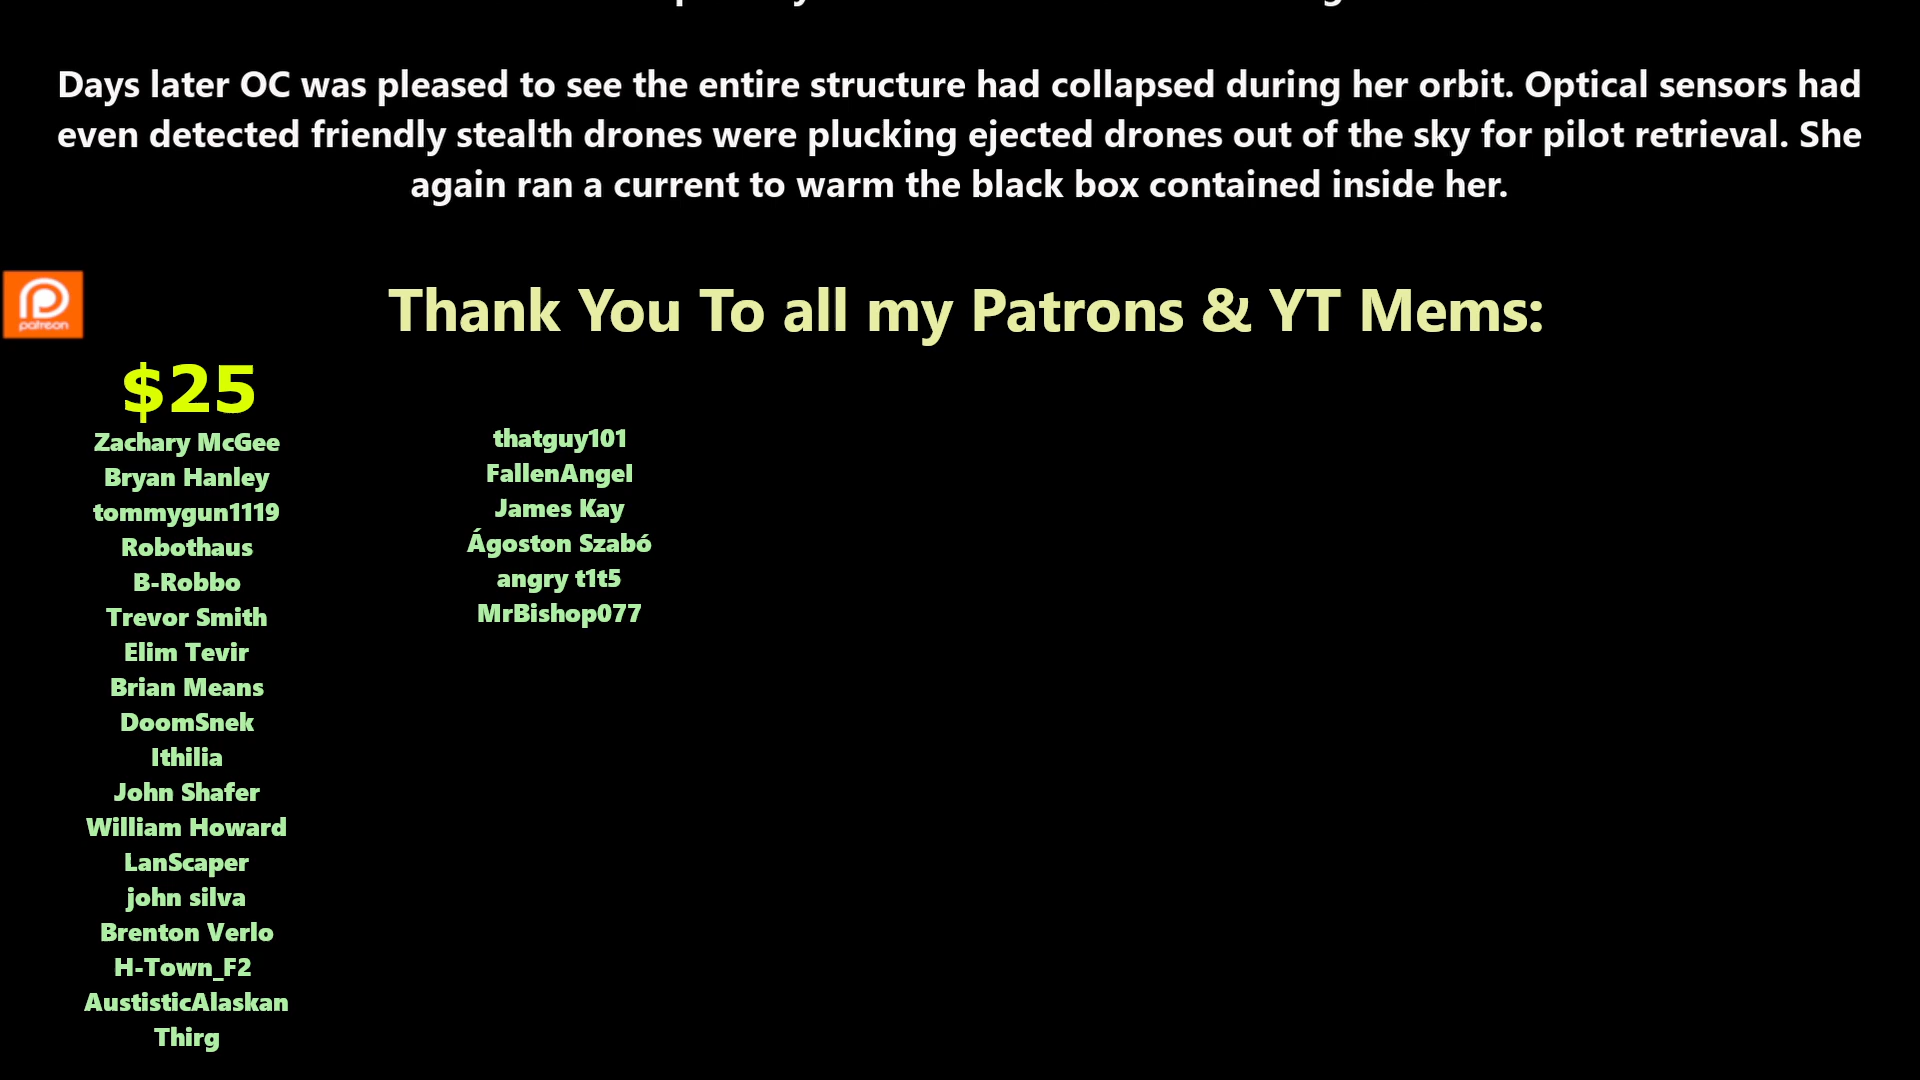 Days later OC was pleased to see the entire structure had collapsed during her orbit. Optical sensors had
even detected friendly stealth drones were plucking ejected drones out of the sky for pilot retrieval. She
again ran a current to warm the black box contained inside her.
patreon
Thank You To all my Patrons & YT Mems:
$25
Zachary McGee
Bryan Hanley
tommygun1119
Robothaus
B-Robbo
Trevor Smith
Elim Tevir
Brian Means
DoomSnek
Ithilia
John Shafer
William Howard
LanScaper
john silva
Brenton Verlo
H-Town_F2
AustisticAlaskan
Thirg
thatguy101
FallenAngel
James Kay
Ágoston Szabó
angry t1t5
MrBishop077